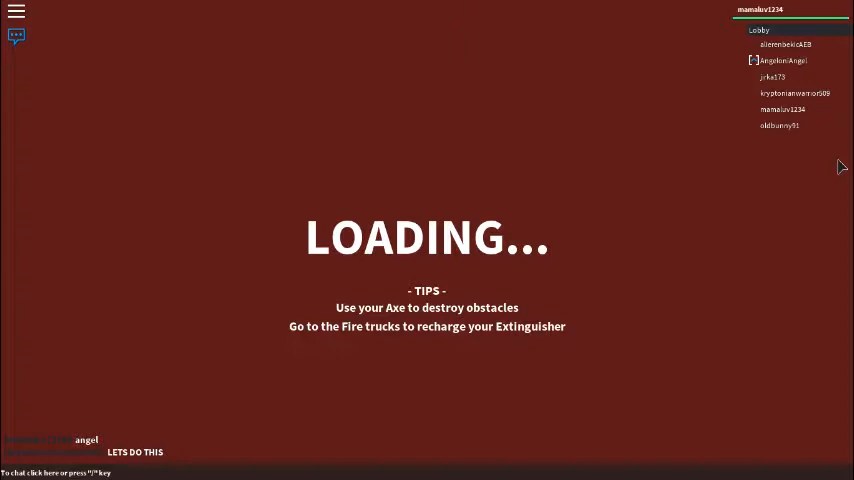 mamaluv1234
Lobby
allerenbekicAEB
AngeloniAngel
jirka173
kryptonianwarrior509
mamaluv1234
oldbunny91
LOADING...
- TIPS -
Use your Axe to destroy obstacles
Go to the Fire trucks to recharge your Extinguisher
angel
LETS DO THIS
To chat click here or press "/" key